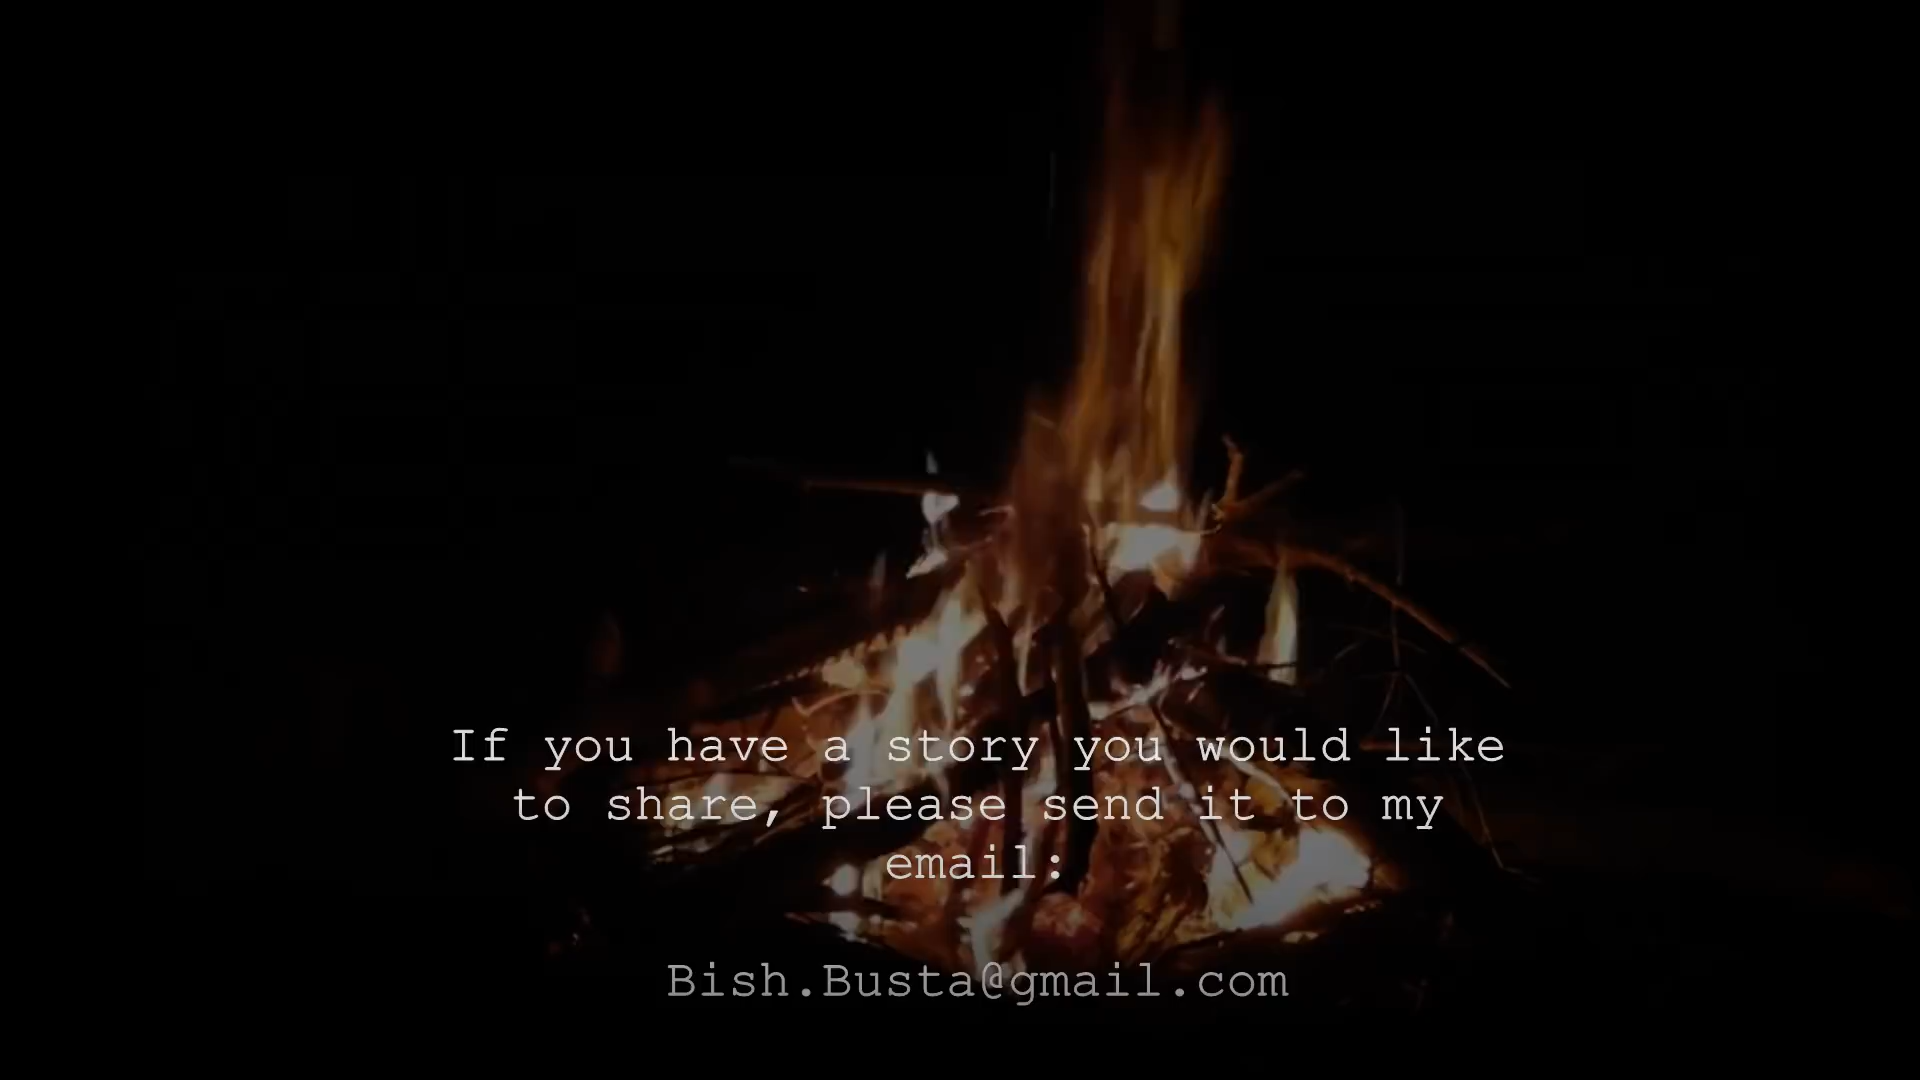 If you have a story you would like
to share, please send it to my
email:
Bish.Busta@gmail.com